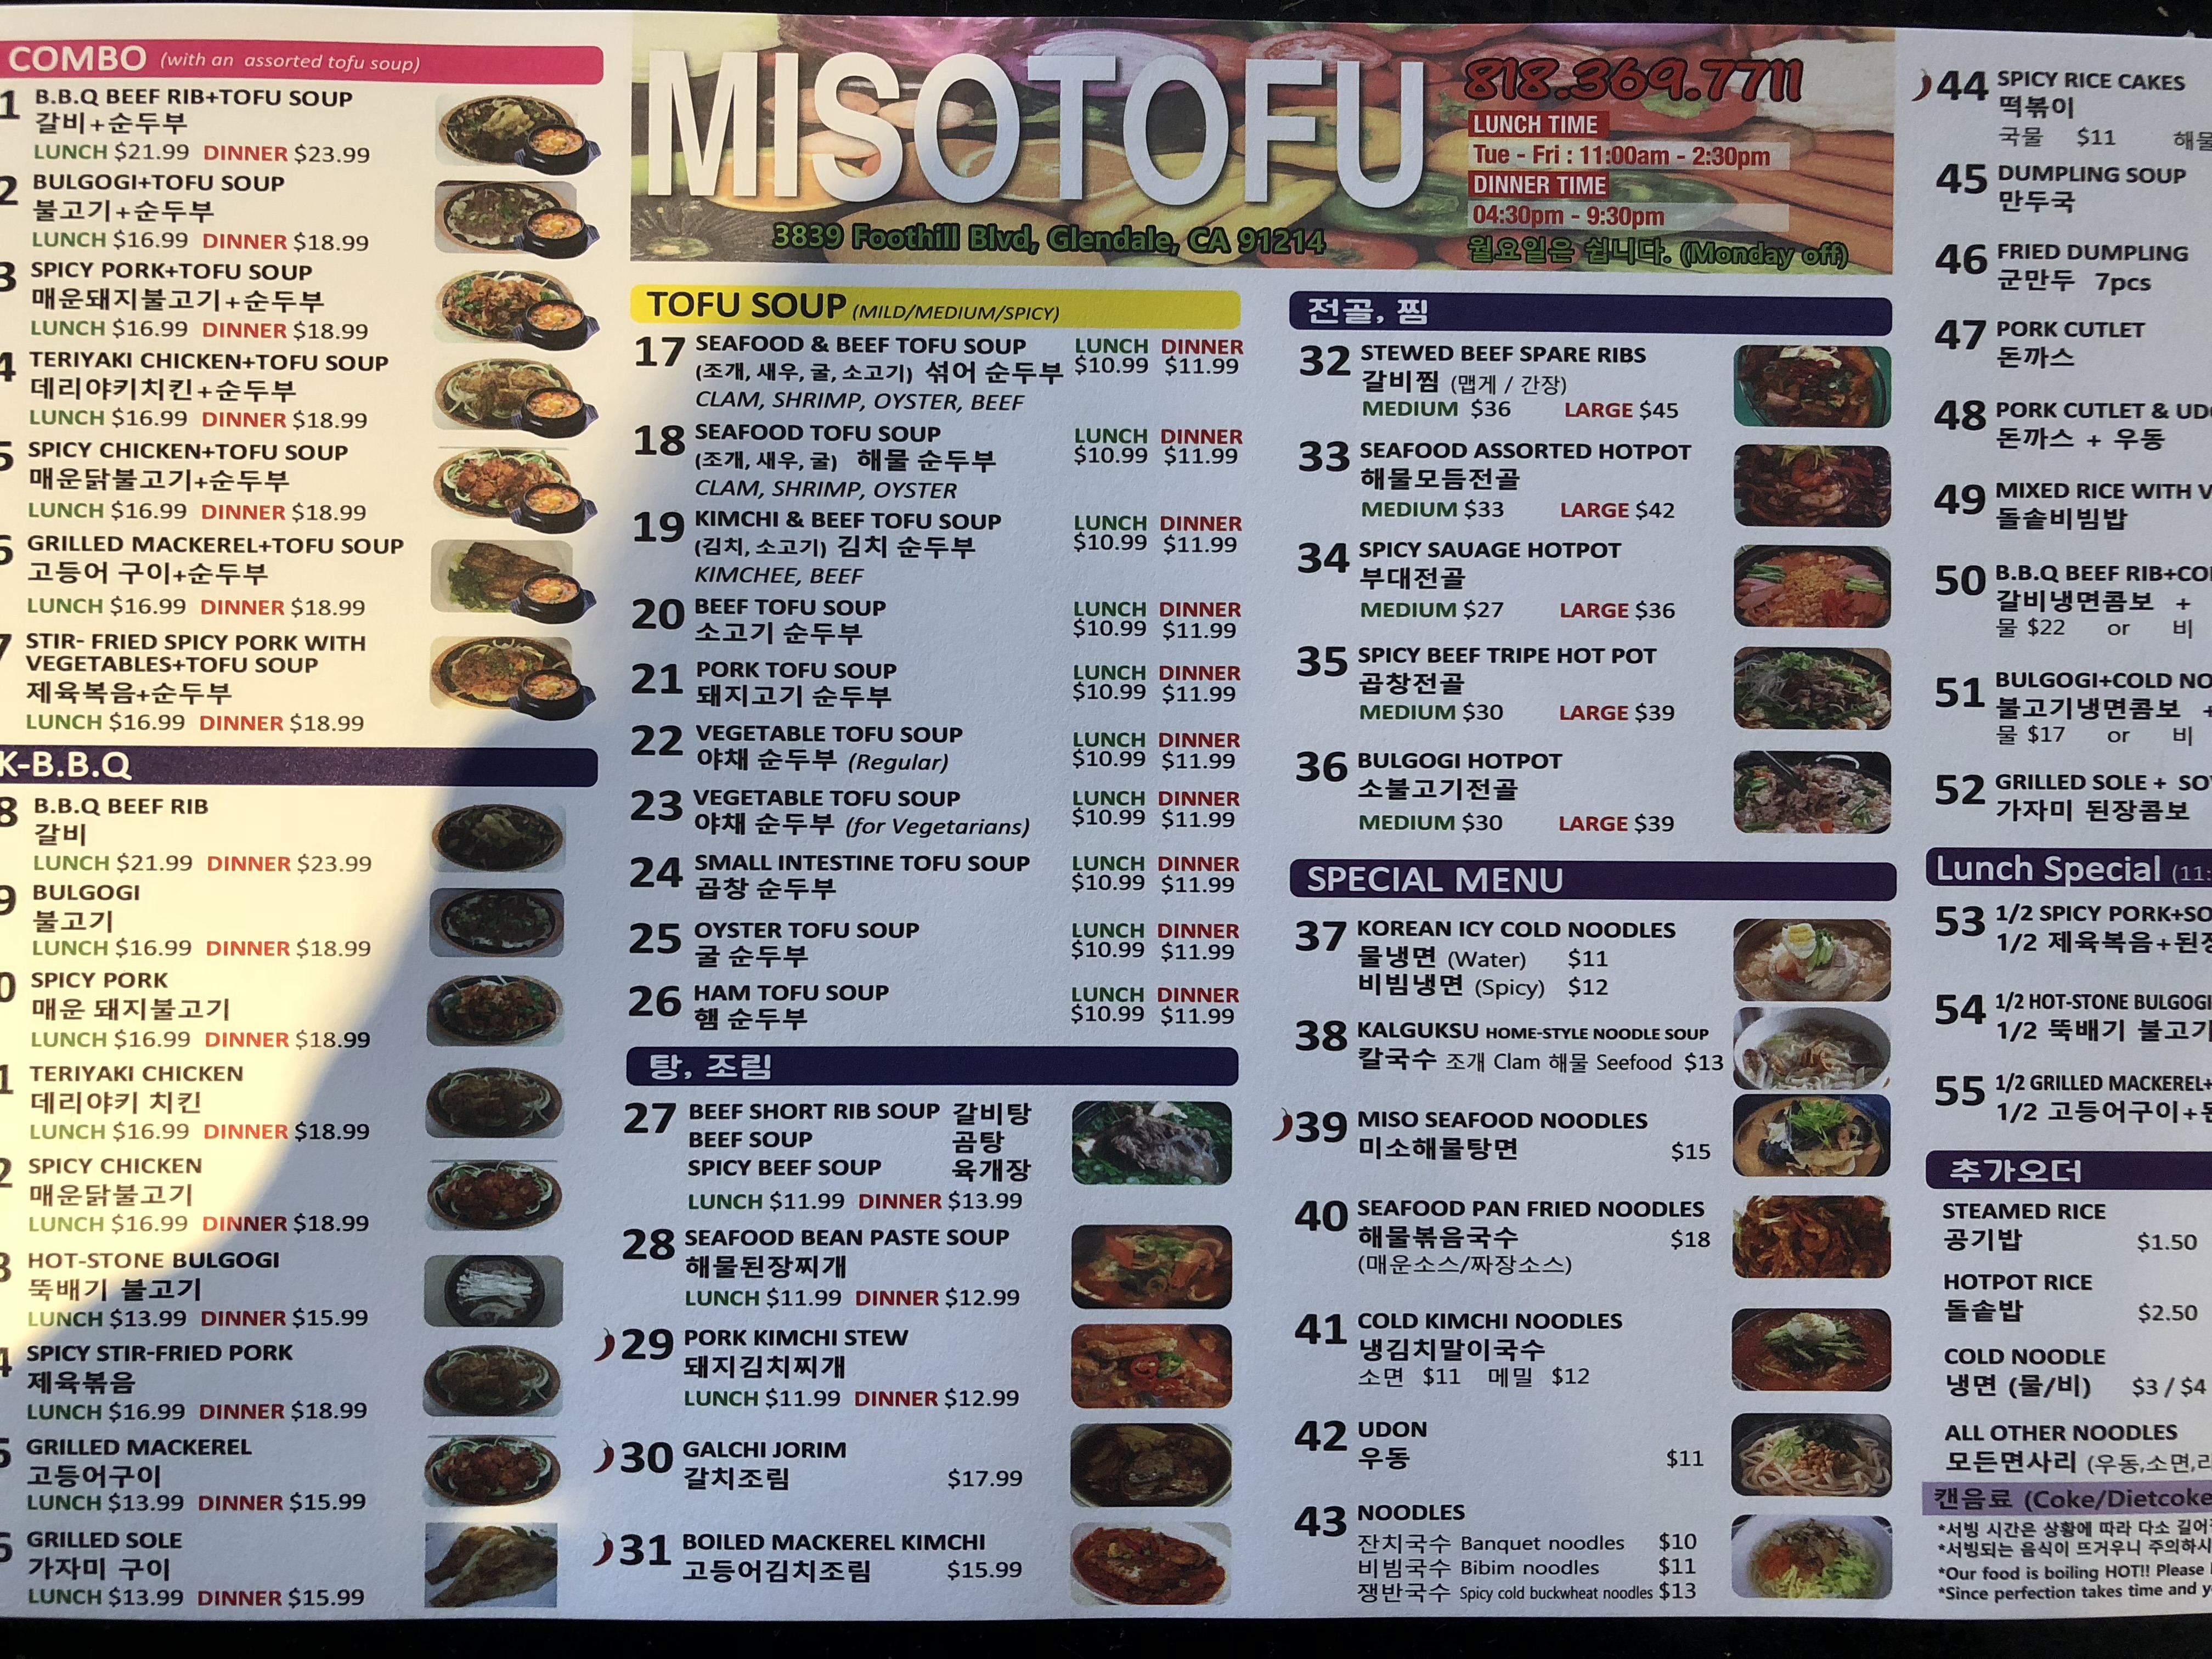 COMBO (with an assorted tofu soup)
1 B.B.Q BEEF RIB+TOFU SOUP
갈비+순두부
LUNCH $21.99 DINNER $23.99
2 BULGOGI+TOFU SOUP
불고기+순두부
LUNCH $16.99 DINNER $18.99
3 SPICY PORK+TOFU SOUP
매운돼지불고기+순두부
LUNCH $16.99 DINNER $18.99
4 TERIYAKI CHICKEN+TOFU SOUP
데리야키치킨+순두부
LUNCH $16.99 DINNER $18.99
5 SPICY CHICKEN+TOFU SOUP
매운닭불고기+순두부
LUNCH $16.99 DINNER $18.99
6 GRILLED MACKEREL+TOFU SOUP
고등어 구이+순두부
LUNCH $16.99 DINNER $18.99
7 STIR- FRIED SPICY PORK WITH
VEGETABLES+TOFU SOUP
제육볶음+순두부
LUNCH $16.99 DINNER $18.99
K-B.B.Q
8 B.B.Q BEEF RIB
갈비
LUNCH $21.99 DINNER $23.99
9 BULGOGI
불고기
LUNCH $16.99 DINNER $18.99
0 SPICY PORK
매운 돼지불고기
LUNCH $16.99 DINNER $18.99
1 TERIYAKI CHICKEN
데리야키 치킨
LUNCH $16.99 DINNER $18.99
2 SPICY CHICKEN
매운닭불고기
LUNCH $16.99 DINNER $18.99
3 HOT-STONE BULGOGI
뚝배기 불고기
LUNCH $13.99 DINNER $15.99
4 SPICY STIR-FRIED PORK
제육볶음
LUNCH $16.99 DINNER $18.99
5 GRILLED MACKEREL
고등어구이
LUNCH $13.99 DINNER $15.99
6 GRILLED SOLE
가자미 구이
LUNCH $13.99 DINNER $15.99
MISOTOFU
3839 Foothill Blvd, Glendale, CA 91214
818.369.7711
LUNCH TIME
Tue - Fri : 11:00am - 2:30pm
DINNER TIME
04:30pm - 9:30pm
월요일은 쉽니다. (Monday off)
TOFU SOUP (MILD/MEDIUM/SPICY)
17 SEAFOOD & BEEF TOFU SOUP LUNCH DINNER
(조개, 새우, 굴, 소고기) 섞어 순두부 $10.99 $11.99
CLAM, SHRIMP, OYSTER, BEEF
18 SEAFOOD TOFU SOUP LUNCH DINNER
(조개, 새우, 굴) 해물 순두부 $10.99 $11.99
CLAM, SHRIMP, OYSTER
19 KIMCHI & BEEF TOFU SOUP LUNCH DINNER
(김치, 소고기) 김치 순두부 $10.99 $11.99
KIMCHEE, BEEF
20 BEEF TOFU SOUP LUNCH DINNER
소고기 순두부 $10.99 $11.99
21 PORK TOFU SOUP LUNCH DINNER
돼지고기 순두부 $10.99 $11.99
22 VEGETABLE TOFU SOUP LUNCH DINNER
야채 순두부 (Regular) $10.99 $11.99
23 VEGETABLE TOFU SOUP LUNCH DINNER
야채 순두부 (for Vegetarians) $10.99 $11.99
24 SMALL INTESTINE TOFU SOUP LUNCH DINNER
곱창 순두부 $10.99 $11.99
25 OYSTER TOFU SOUP LUNCH DINNER
굴 순두부 $10.99 $11.99
26 HAM TOFU SOUP LUNCH DINNER
햄 순두부 $10.99 $11.99
탕, 조림
27 BEEF SHORT RIB SOUP 갈비탕
BEEF SOUP 곰탕
SPICY BEEF SOUP 육개장
LUNCH $11.99 DINNER $13.99
28 SEAFOOD BEAN PASTE SOUP
해물된장찌개
LUNCH $11.99 DINNER $12.99
29 PORK KIMCHI STEW
돼지김치찌개
LUNCH $11.99 DINNER $12.99
30 GALCHI JORIM
갈치조림 $17.99
31 BOILED MACKEREL KIMCHI
고등어김치조림 $15.99
전골, 찜
32 STEWED BEEF SPARE RIBS
갈비찜 (맵게 / 간장)
MEDIUM $36 LARGE $45
33 SEAFOOD ASSORTED HOTPOT
해물모듬전골
MEDIUM $33 LARGE $42
34 SPICY SAUAGE HOTPOT
부대전골
MEDIUM $27 LARGE $36
35 SPICY BEEF TRIPE HOT POT
곱창전골
MEDIUM $30 LARGE $39
36 BULGOGI HOTPOT
소불고기전골
MEDIUM $30 LARGE $39
SPECIAL MENU
37 KOREAN ICY COLD NOODLES
물냉면 (Water) $11
비빔냉면 (Spicy) $12
38 KALGUKSU HOME-STYLE NOODLE SOUP
칼국수 조개 Clam 해물 Seefood $13
39 MISO SEAFOOD NOODLES
미소해물탕면 $15
40 SEAFOOD PAN FRIED NOODLES
해물볶음국수 $18
(매운소스/짜장소스)
41 COLD KIMCHI NOODLES
냉김치말이국수
소면 $11 메밀 $12
42 UDON
우동 $11
43 NOODLES
잔치국수 Banquet noodles $10
비빔국수 Bibim noodles $11
쟁반국수 Spicy cold buckwheat noodles $13
44 SPICY RICE CAKES
떡볶이
국물 $11 해물
45 DUMPLING SOUP
만두국
46 FRIED DUMPLING
군만두 7pcs
47 PORK CUTLET
돈까스
48 PORK CUTLET & UD
돈까스 + 우동
49 MIXED RICE WITH V
돌솥비빔밥
50 B.B.Q BEEF RIB+CO
갈비냉면콤보 +
물 $22 or 비
51 BULGOGI+COLD NO
불고기냉면콤보 +
물 $17 or 비
52 GRILLED SOLE + SO
가자미 된장콤보
Lunch Special (11:
53 1/2 SPICY PORK+SO
1/2 제육볶음+된장
54 1/2 HOT-STONE BULGOGI
1/2 뚝배기 불고기
55 1/2 GRILLED MACKEREL+
1/2 고등어구이+된
추가오더
STEAMED RICE
공기밥 $1.50
HOTPOT RICE
돌솥밥 $2.50
COLD NOODLE
냉면 (물/비) $3 / $4
ALL OTHER NOODLES
모든면사리 (우동,소면,라
캔음료 (Coke/Dietcoke
*서빙 시간은 상황에 따라 다소 길어
*서빙되는 음식이 뜨거우니 주의하시
*Our food is boiling HOT!! Please
*Since perfection takes time and y